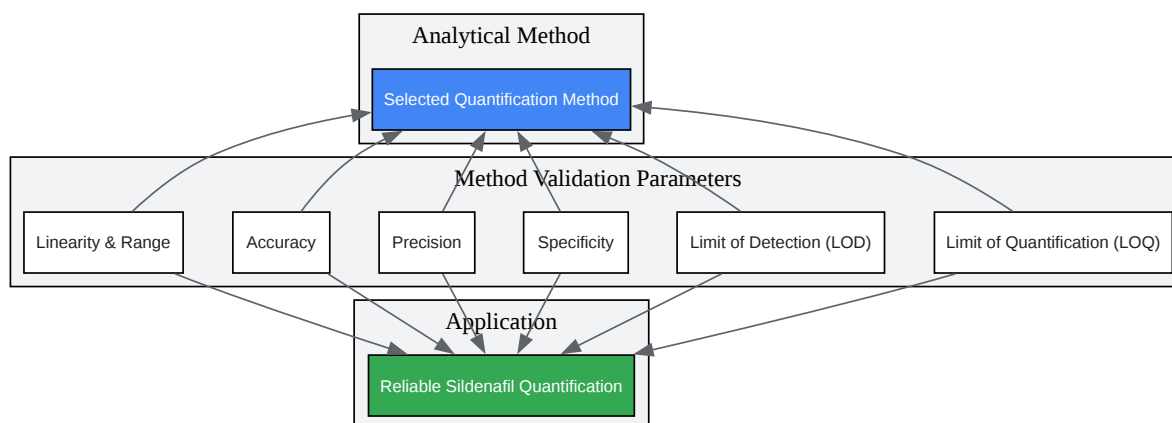 Analytical Method
Selected Quantification Method
Method Validation Parameters
Linearity & Range
Accuracy
Precision
Specificity
Limit of Detection (LOD)
Limit of Quantification (LOQ)
Application
Reliable Sildenafil Quantification